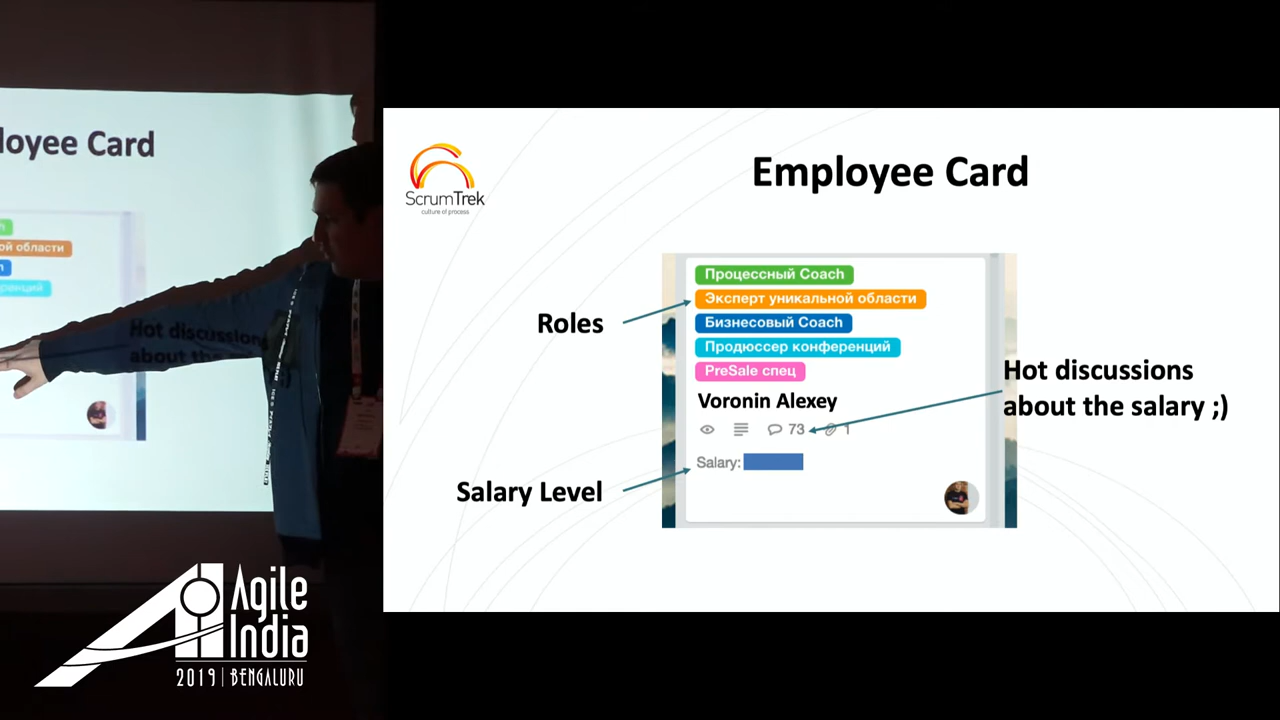 loyee Card
ой области
ренций
Hot discussions
about the
Agile
India
2019 | BENGALURU
ScrumTrek
culture of process
Employee Card
Процессный Coach
Эксперт уникальной области
Бизнесовый Coach
Продюссер конференций
PreSale спец
Roles
Voronin Alexey
73
1
Hot discussions
about the salary ;)
Salary:
Salary Level